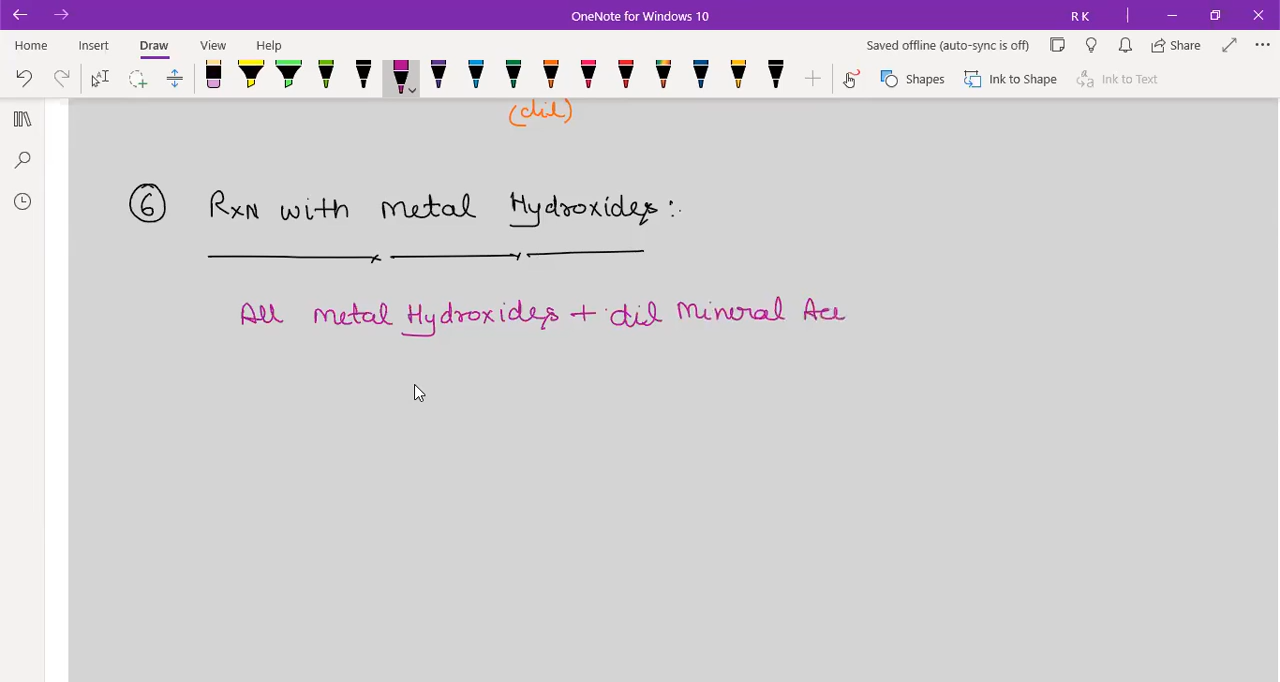 OneNote for Windows 10
R K
Home Insert Draw View Help
Saved offline (auto-sync is off) Share
Shapes Ink to Shape Ink to Text
(dil)
6 RxN with Metal Hydroxides :
All Metal Hydroxides + dil Mineral Aci